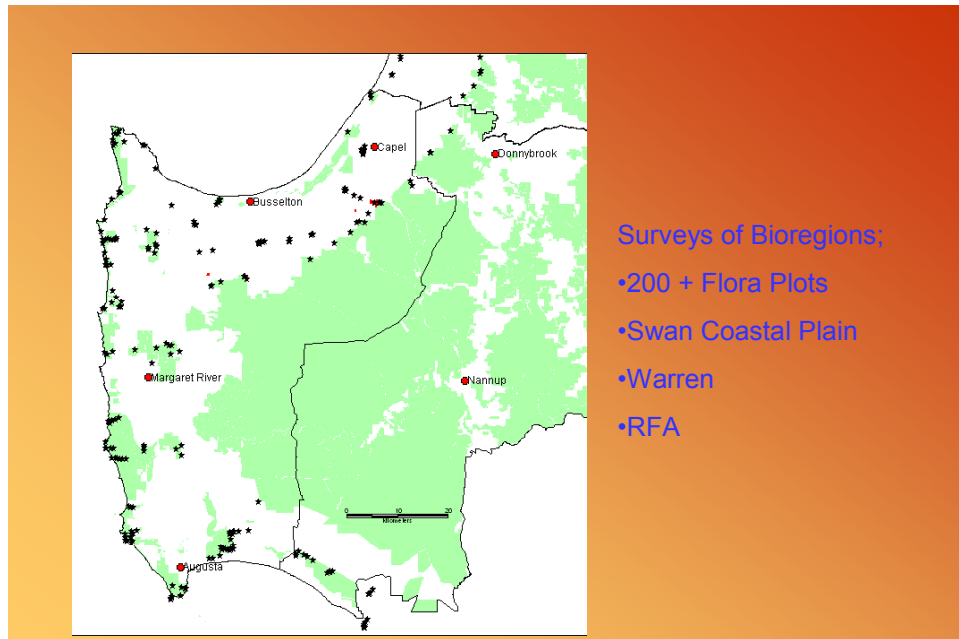 Capel
Donnybrook
Busselton
Margaret River
Nannup
0 10 20
kilometers
Augusta
Surveys of Bioregions;
•200 + Flora Plots
•Swan Coastal Plain
•Warren
•RFA